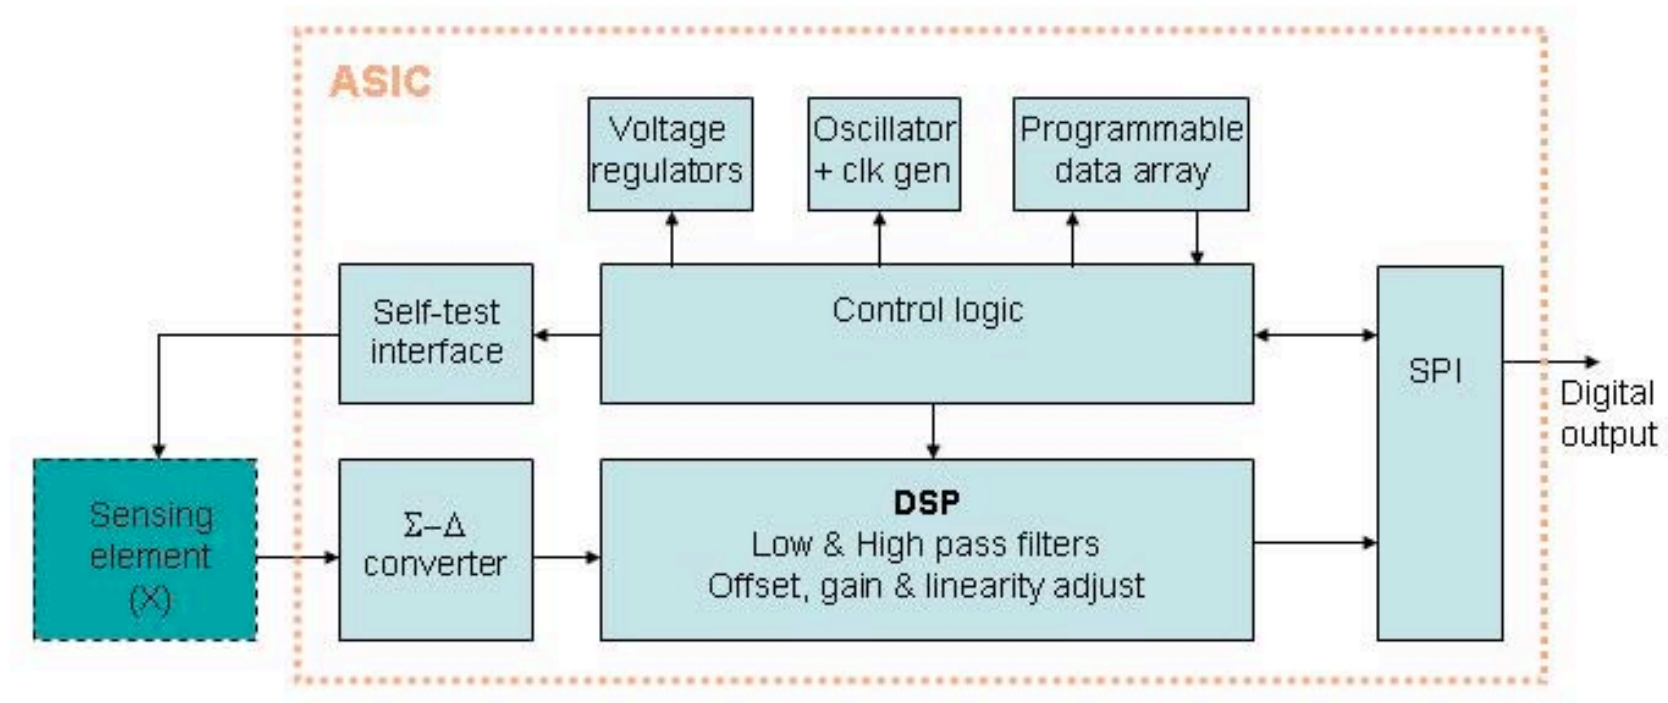 ASIC
Voltage
regulators
Oscillator
+ clk gen
Programmable
data array
Self-test
interface
Control logic
SPI
Digital
output
Sensing
element
(X)
Σ–Δ
converter
DSP
Low & High pass filters
Offset, gain & linearity adjust